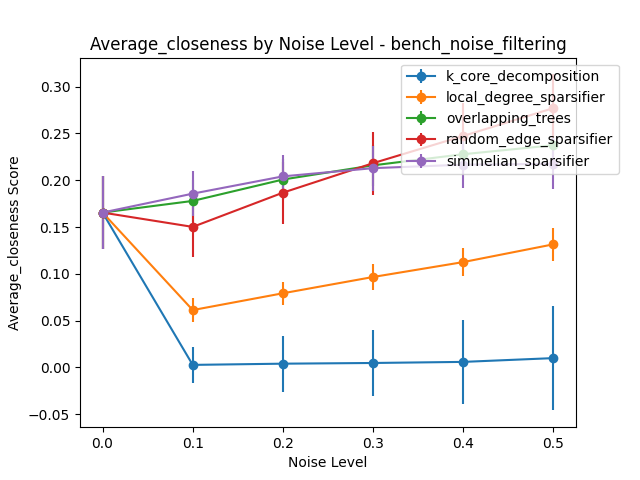 Average_closeness by Noise Level - bench_noise_filtering
k_core_decomposition
local_degree_sparsifier
overlapping_trees
random_edge_sparsifier
simmelian_sparsifier
Average_closeness Score
0.30
0.25
0.20
0.15
0.10
0.05
0.00
−0.05
0.0 0.1 0.2 0.3 0.4 0.5
Noise Level